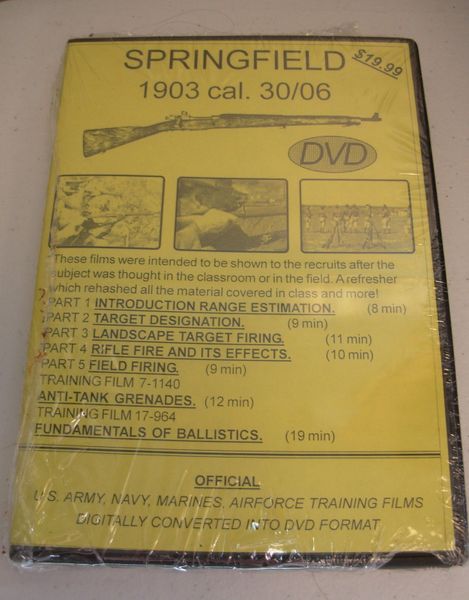 SPRINGFIELD
$19.99
1903 cal. 30/06
DVD
These films were intended to be shown to the recruits after the
subject was thought in the classroom or in the field. A refresher
which rehashed all the material covered in class and more!
PART 1 INTRODUCTION RANGE ESTIMATION. (8 min)
PART 2 TARGET DESIGNATION. (9 min)
PART 3 LANDSCAPE TARGET FIRING. (11 min)
PART 4 RIFLE FIRE AND ITS EFFECTS. (10 min)
PART 5 FIELD FIRING. (9 min)
TRAINING FILM 7-1140
ANTI-TANK GRENADES. (12 min)
TRAINING FILM 17-964
FUNDAMENTALS OF BALLISTICS. (19 min)
OFFICIAL
U.S. ARMY, NAVY, MARINES, AIRFORCE TRAINING FILMS
DIGITALLY CONVERTED INTO DVD FORMAT